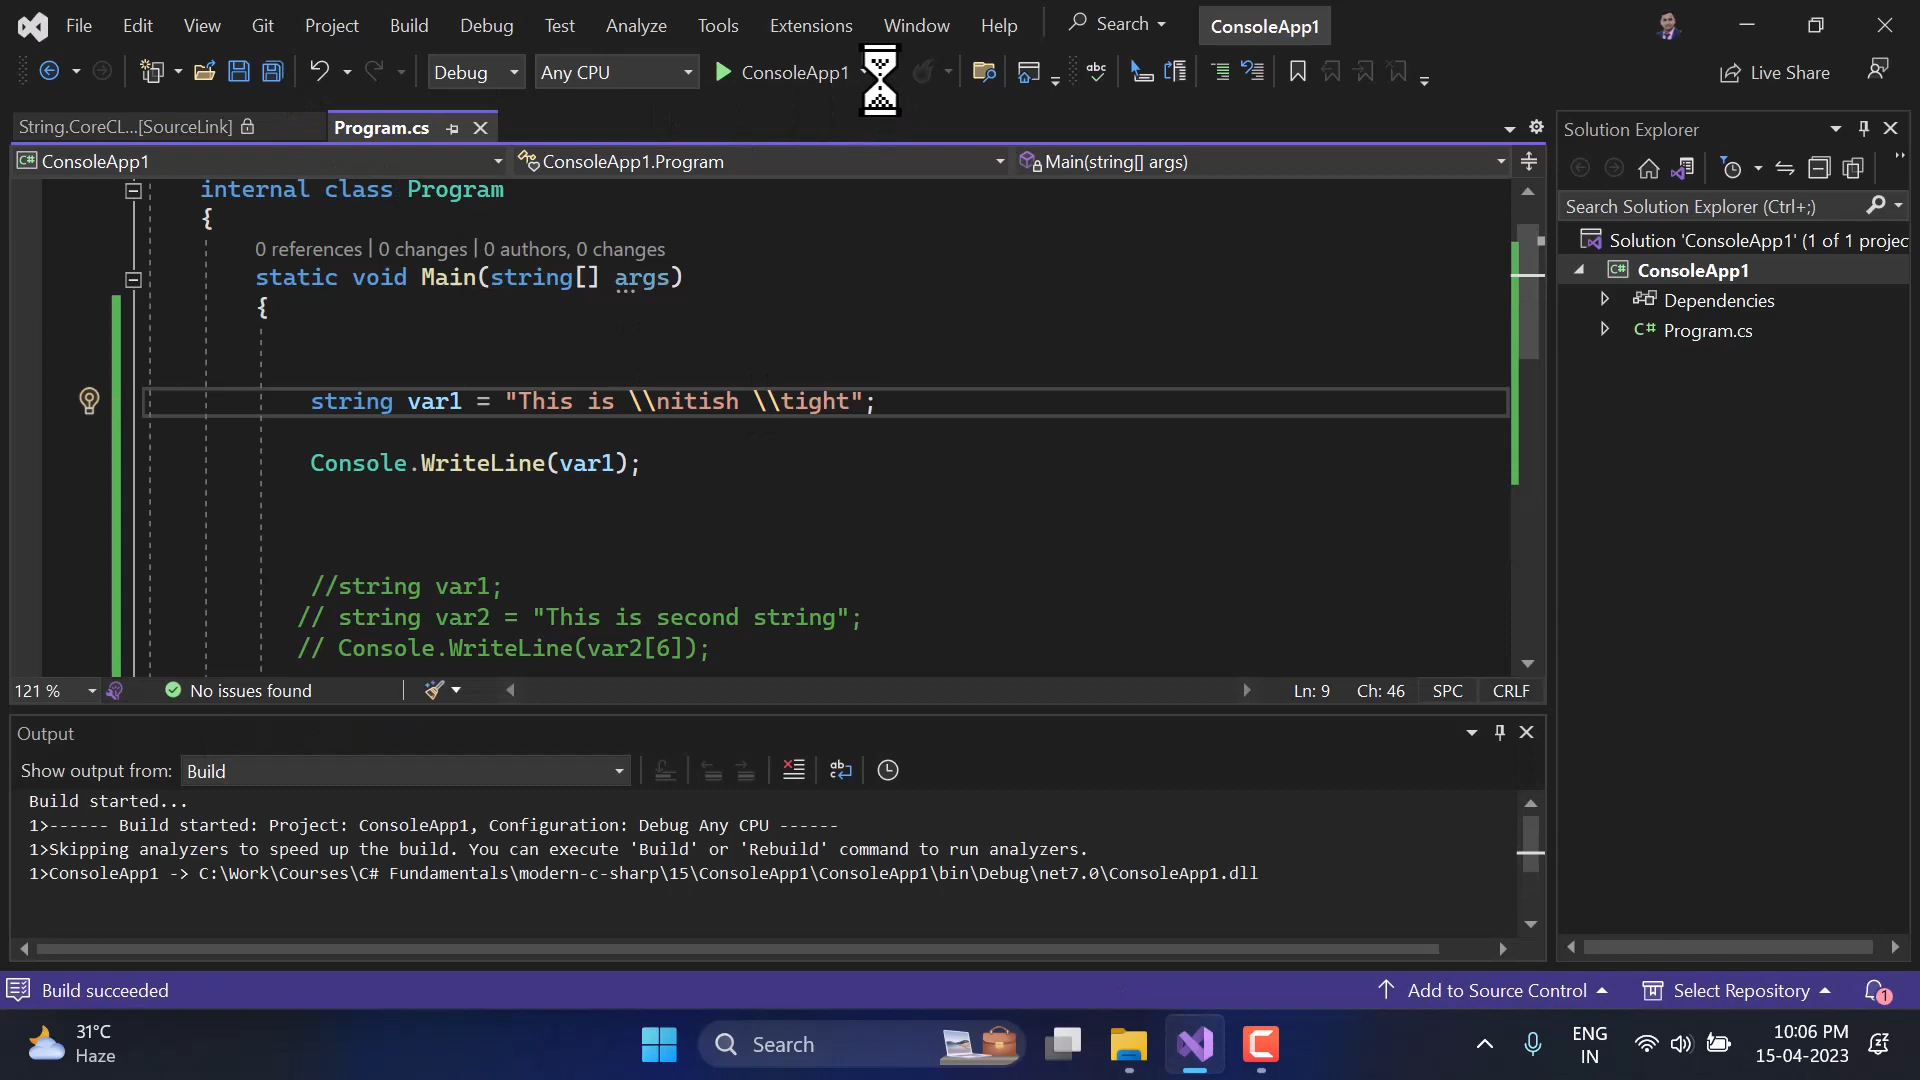 File Edit View Git Project Build Debug Test Analyze Tools Extensions Window Help Search ConsoleApp1
Debug Any CPU ConsoleApp1 Live Share
String.CoreCL...[SourceLink] Program.cs
ConsoleApp1 ConsoleApp1.Program Main(string[] args)
internal class Program
{
0 references | 0 changes | 0 authors, 0 changes
static void Main(string[] args)
{
string var1 = "This is \\nitish \\tight";
Console.WriteLine(var1);
//string var1;
// string var2 = "This is second string";
// Console.WriteLine(var2[6]);
121 % No issues found Ln: 9 Ch: 46 SPC CRLF
Output
Show output from: Build
Build started...
1>------ Build started: Project: ConsoleApp1, Configuration: Debug Any CPU ------
1>Skipping analyzers to speed up the build. You can execute 'Build' or 'Rebuild' command to run analyzers.
1>ConsoleApp1 -> C:\Work\Courses\C# Fundamentals\modern-c-sharp\15\ConsoleApp1\ConsoleApp1\bin\Debug\net7.0\ConsoleApp1.dll
Solution Explorer
Search Solution Explorer (Ctrl+;)
Solution 'ConsoleApp1' (1 of 1 projec
C# ConsoleApp1
Dependencies
C# Program.cs
Build succeeded Add to Source Control Select Repository 1
31°C
Haze
Search
ENG
IN
10:06 PM
15-04-2023